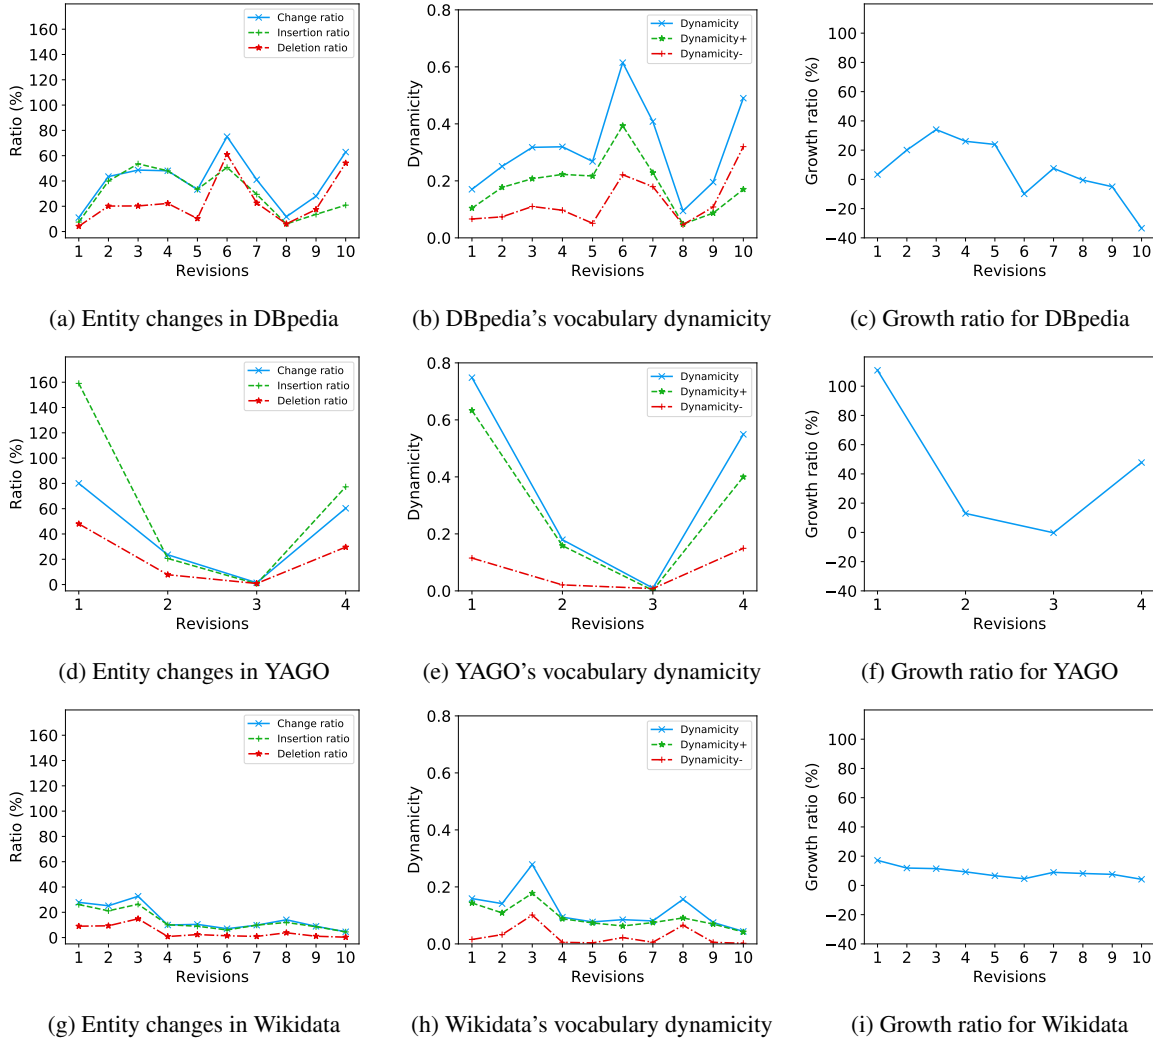 Change ratio
Insertion ratio
Deletion ratio
Ratio (%)
160
140
120
100
80
60
40
20
0
1 2 3 4 5 6 7 8 9 10
Revisions
(a) Entity changes in DBpedia
Dynamicity
Dynamicity+
Dynamicity-
Dynamicity
0.8
0.6
0.4
0.2
0.0
1 2 3 4 5 6 7 8 9 10
Revisions
(b) DBpedia's vocabulary dynamicity
Growth ratio (%)
100
80
60
40
20
0
−20
−40
1 2 3 4 5 6 7 8 9 10
Revisions
(c) Growth ratio for DBpedia
Change ratio
Insertion ratio
Deletion ratio
Ratio (%)
160
140
120
100
80
60
40
20
0
1 2 3 4
Revisions
(d) Entity changes in YAGO
Dynamicity
Dynamicity+
Dynamicity-
Dynamicity
0.8
0.6
0.4
0.2
0.0
1 2 3 4
Revisions
(e) YAGO's vocabulary dynamicity
Growth ratio (%)
100
80
60
40
20
0
−20
−40
1 2 3 4
Revisions
(f) Growth ratio for YAGO
Change ratio
Insertion ratio
Deletion ratio
Ratio (%)
160
140
120
100
80
60
40
20
0
1 2 3 4 5 6 7 8 9 10
Revisions
(g) Entity changes in Wikidata
Dynamicity
Dynamicity+
Dynamicity-
Dynamicity
0.8
0.6
0.4
0.2
0.0
1 2 3 4 5 6 7 8 9 10
Revisions
(h) Wikidata's vocabulary dynamicity
Growth ratio (%)
100
80
60
40
20
0
−20
−40
1 2 3 4 5 6 7 8 9 10
Revisions
(i) Growth ratio for Wikidata